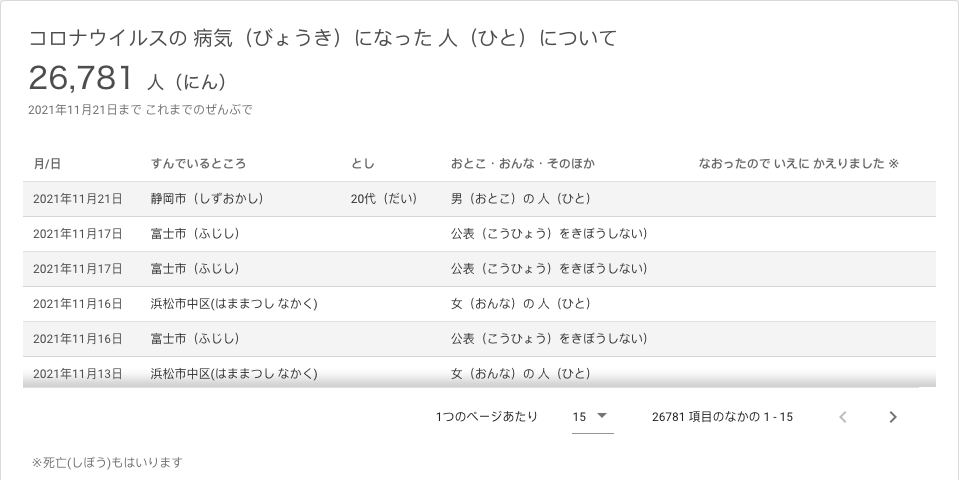 コロナウイルスの 病気（びょうき）になった 人（ひと）について
26,781 人（にん）
2021年11月21日まで これまでのぜんぶで
月/日 すんでいるところ とし おとこ・おんな・そのほか なおったので いえに かえりました ※
2021年11月21日 静岡市（しずおかし） 20代（だい） 男（おとこ）の 人（ひと）
2021年11月17日 富士市（ふじし） 公表（こうひょう）をきぼうしない）
2021年11月17日 富士市（ふじし） 公表（こうひょう）をきぼうしない）
2021年11月16日 浜松市中区(はままつし なかく) 女（おんな）の 人（ひと）
2021年11月16日 富士市（ふじし） 公表（こうひょう）をきぼうしない）
2021年11月13日 浜松市中区(はままつし なかく) 女（おんな）の 人（ひと）
1つのページあたり 15 26781 項目のなかの 1 - 15
※死亡(しぼう)もはいります